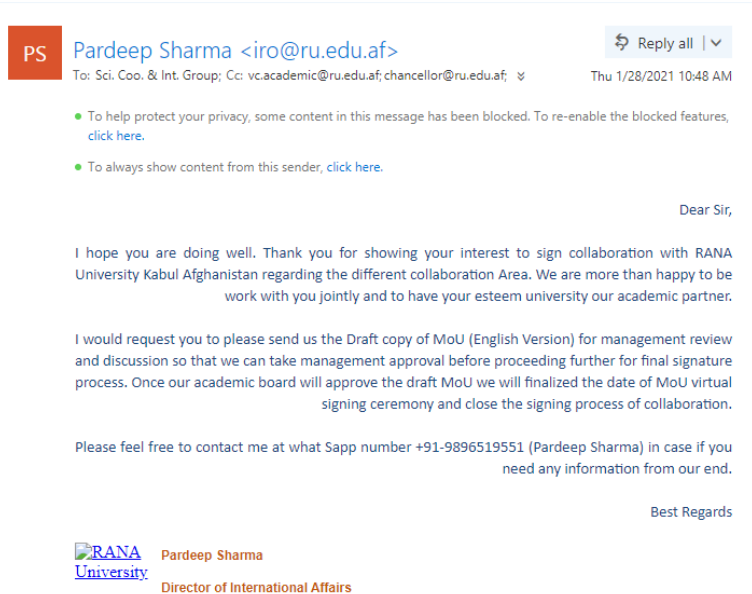 PS
Pardeep Sharma <iro@ru.edu.af>
Reply all
To: Sci. Coo. & Int. Group; Cc: vc.academic@ru.edu.af; chancellor@ru.edu.af;
Thu 1/28/2021 10:48 AM
To help protect your privacy, some content in this message has been blocked. To re-enable the blocked features,
click here.
To always show content from this sender, click here.
Dear Sir,
I hope you are doing well. Thank you for showing your interest to sign collaboration with RANA
University Kabul Afghanistan regarding the different collaboration Area. We are more than happy to be
work with you jointly and to have your esteem university our academic partner.
I would request you to please send us the Draft copy of MoU (English Version) for management review
and discussion so that we can take management approval before proceeding further for final signature
process. Once our academic board will approve the draft MoU we will finalized the date of MoU virtual
signing ceremony and close the signing process of collaboration.
Please feel free to contact me at what Sapp number +91-9896519551 (Pardeep Sharma) in case if you
need any information from our end.
Best Regards
RANA
University
Pardeep Sharma
Director of International Affairs